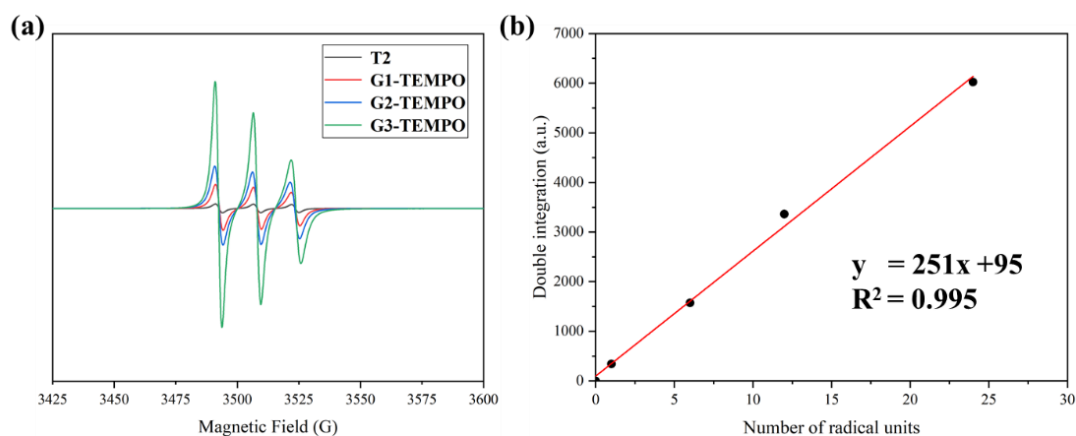 (a)
T2
G1-TEMPO
G2-TEMPO
G3-TEMPO
3425 3450 3475 3500 3525 3550 3575 3600
Magnetic Field (G)
(b)
7000
6000
5000
4000
3000
2000
1000
0
Double integration (a.u.)
y = 251x +95
R² = 0.995
0 5 10 15 20 25 30
Number of radical units